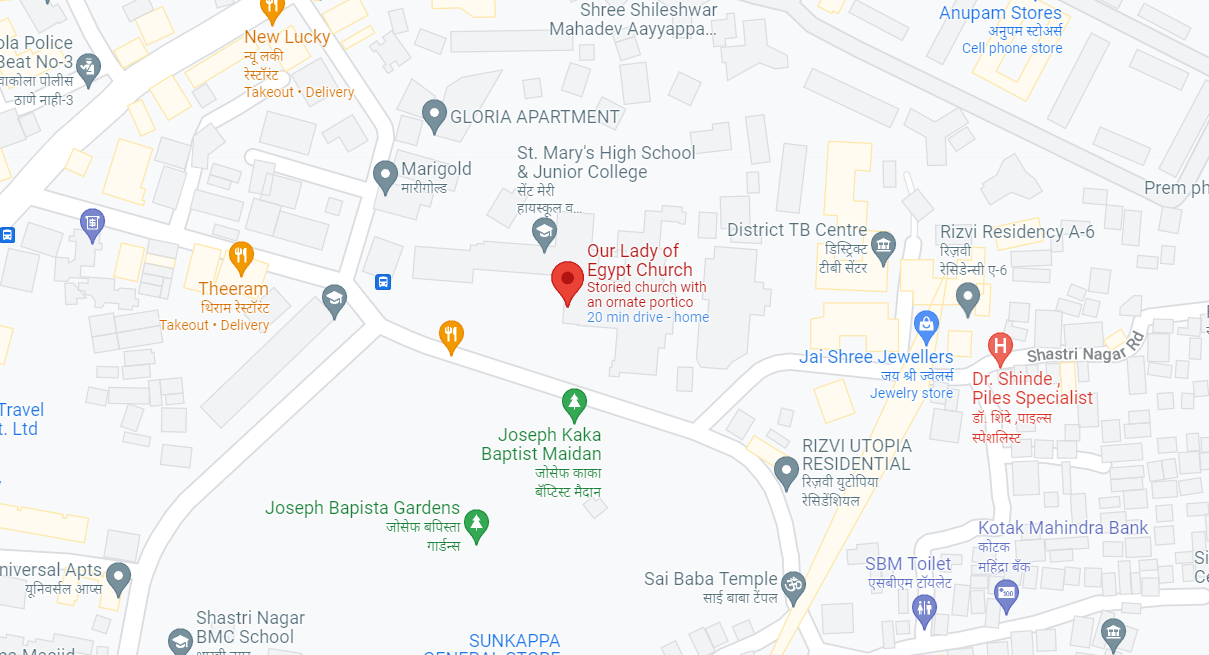 Shree Shileshwar
Mahadev Aayyappa...
Anupam Stores
अनुपम स्टोअर्स
Cell phone store
New Lucky
न्यू लकी
रेस्टॉरंट
Takeout • Delivery
ola Police
Beat No-3
वाकोला पोलीस
ठाणे नाही-3
GLORIA APARTMENT
Marigold
मारीगोल्ड
St. Mary's High School
& Junior College
सेंट मेरी
हायस्कूल व...
Prem ph
District TB Centre
डिस्ट्रिक्ट
टीबी सेंटर
Rizvi Residency A-6
रिज़वी
रेसिडेन्सी ए-6
Our Lady of
Egypt Church
Storied church with
an ornate portico
20 min drive - home
Theeram
थिराम रेस्टॉरंट
Takeout • Delivery
Jai Shree Jewellers
जय श्री ज्वेलर्स
Jewelry store
H
Shastri Nagar Rd
Dr. Shinde ,
Piles Specialist
डॉ. शिंदे ,पाइल्स
स्पेशलिस्ट
Travel
t. Ltd
Joseph Kaka
Baptist Maidan
जोसेफ काका
बॅप्टिस्ट मैदान
RIZVI UTOPIA
RESIDENTIAL
रिज़वी युटोपिया
रेसिडेंशियल
Joseph Bapista Gardens
जोसेफ बपिस्ता
गार्डन्स
Kotak Mahindra Bank
कोटक
महिंद्रा बँक
SBM Toilet
एसबीएम टॉयलेट
Sai Baba Temple
साई बाबा टेंपल
niversal Apts
यूनिवर्सल आप्स
Shastri Nagar
BMC School
SUNKAPPA
GENERAL STORE
Si
Ce